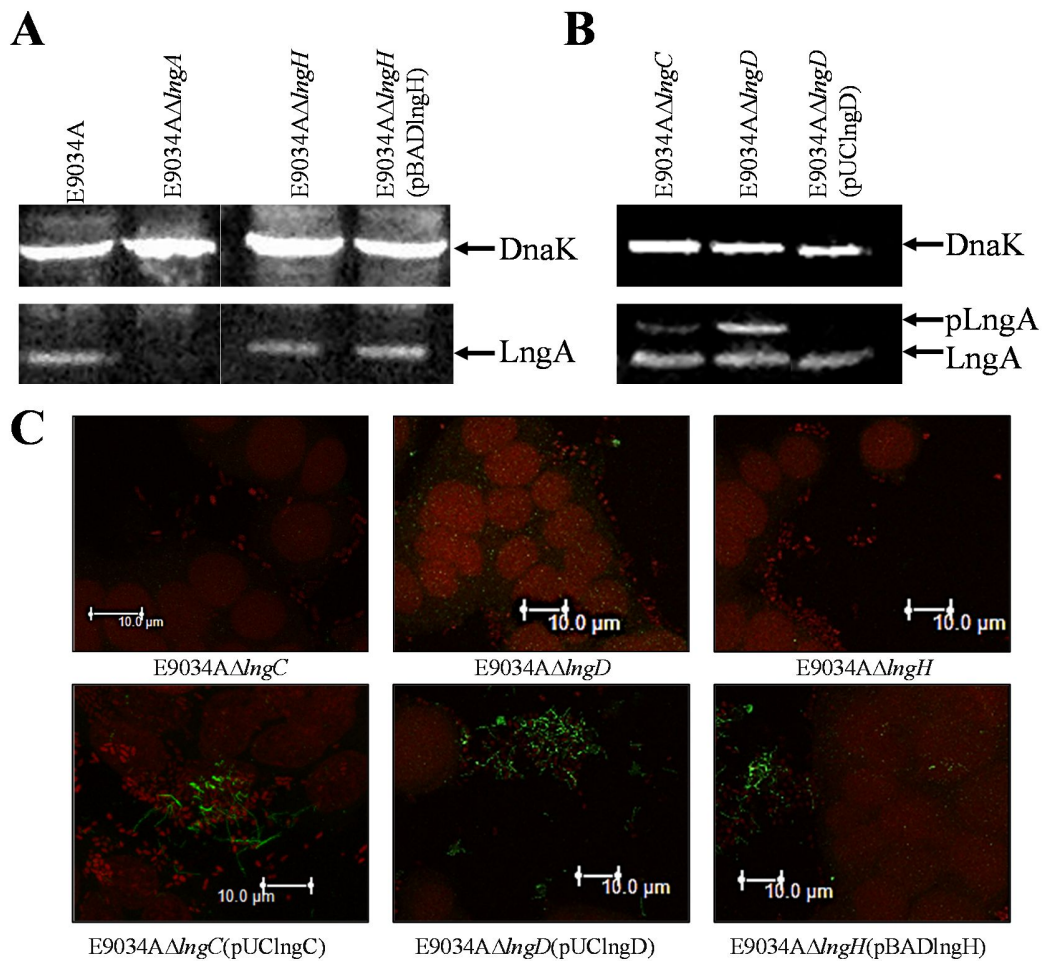 A
B
E9034A
E9034AΔlngA
E9034AΔlngH
E9034AΔlngH
(pBADlngH)
E9034AΔlngC
E9034AΔlngD
E9034AΔlngD
(pUClngD)
DnaK
DnaK
LngA
pLngA
LngA
C
10.0 μm
10.0 μm
10.0 μm
E9034AΔlngC
E9034AΔlngD
E9034AΔlngH
10.0 μm
10.0 μm
10.0 μm
E9034AΔlngC(pUClngC)
E9034AΔlngD(pUClngD)
E9034AΔlngH(pBADlngH)